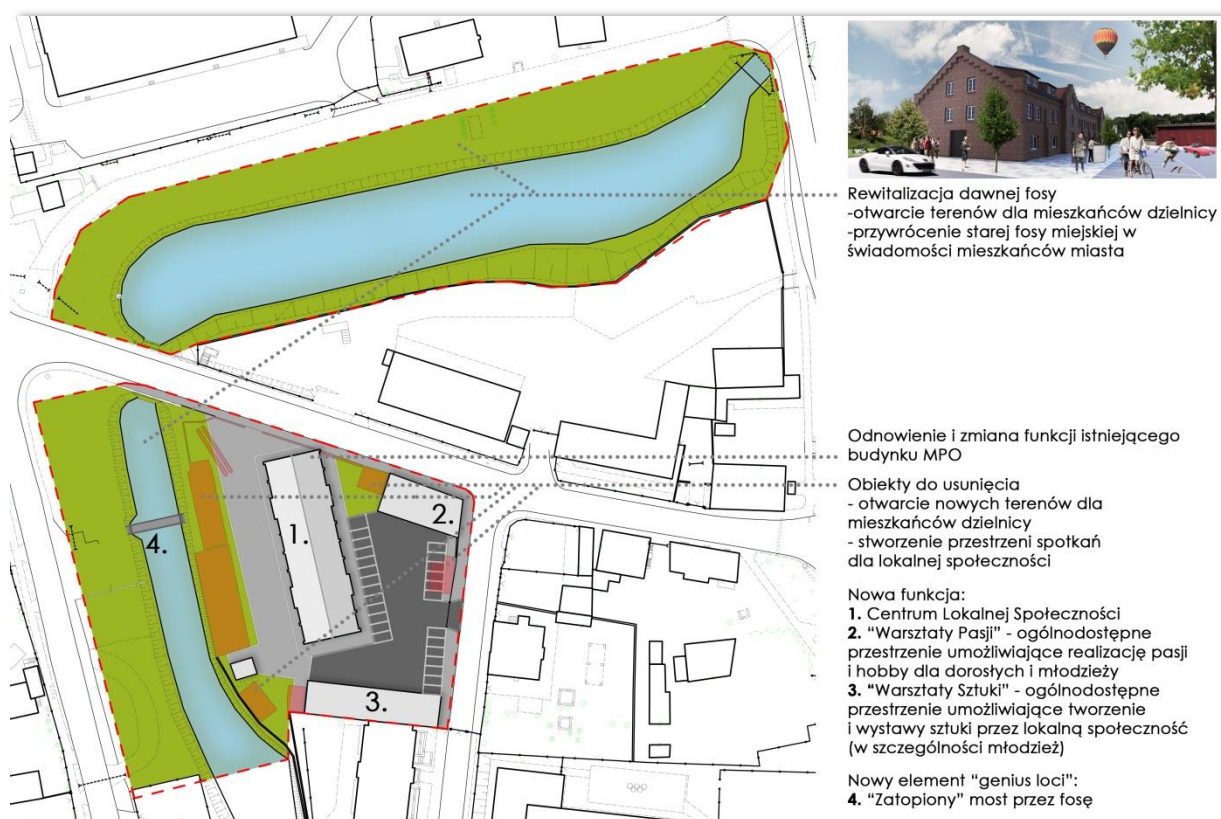 Rewitalizacja dawnej fosy
-otwarcie terenów dla mieszkańców dzielnicy
-przywrócenie starej fosy miejskiej w
świadomości mieszkańców miasta
Odnowienie i zmiana funkcji istniejącego
budynku MPO
Obiekty do usunięcia
- otwarcie nowych terenów dla
mieszkańców dzielnicy
- stworzenie przestrzeni spotkań
dla lokalnej społeczności
Nowa funkcja:
1. Centrum Lokalnej Społeczności
2. “Warsztaty Pasji” - ogólnodostępne
przestrzenie umożliwiające realizację pasji
i hobby dla dorosłych i młodzieży
3. “Warsztaty Sztuki” - ogólnodostępne
przestrzenie umożliwiające tworzenie
i wystawy sztuki przez lokalną społeczność
(w szczególności młodzież)
Nowy element “genius loci”:
4. “Zatopiony” most przez fosę
1.
2.
4.
3.